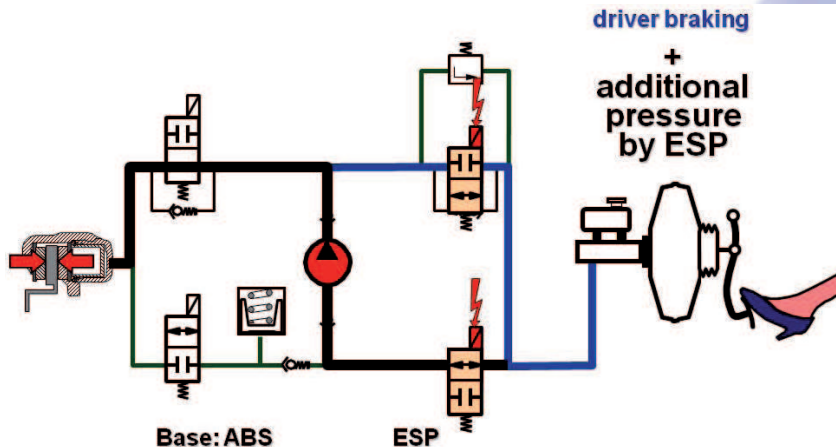 driver braking
+
additional
pressure
by ESP
Base: ABS
ESP